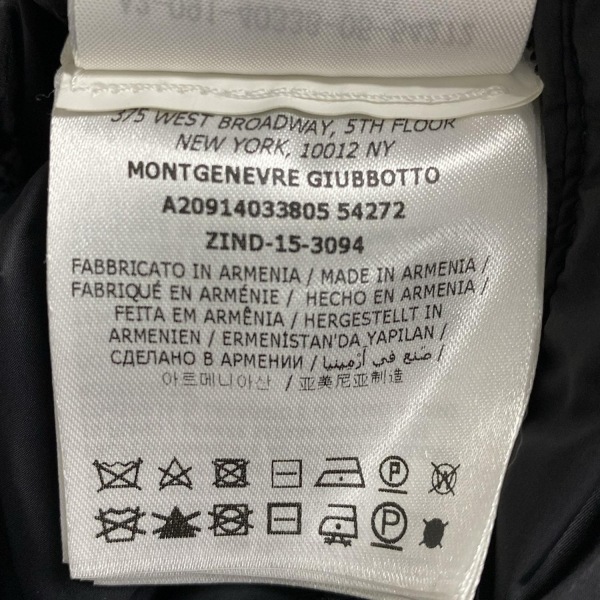 375 WEST BROADWAY, 5TH FLOOR
NEW YORK, 10012 NY
MONTGENEVRE GIUBBOTTO
A20914033805 54272
ZIND-15-3094
FABBRICATO IN ARMENIA / MADE IN ARMENIA /
FABRIQUÉ EN ARMÉNIE / HECHO EN ARMENIA /
FEITA EM ARMÊNIA / HERGESTELLT IN
ARMENIEN / ERMENİSTAN'DA YAPILAN /
СДЕЛАНО В АРМЕНИИ / صنع في أرمينيا /
아르메니아산 / 亚美尼亚制造
P W
P